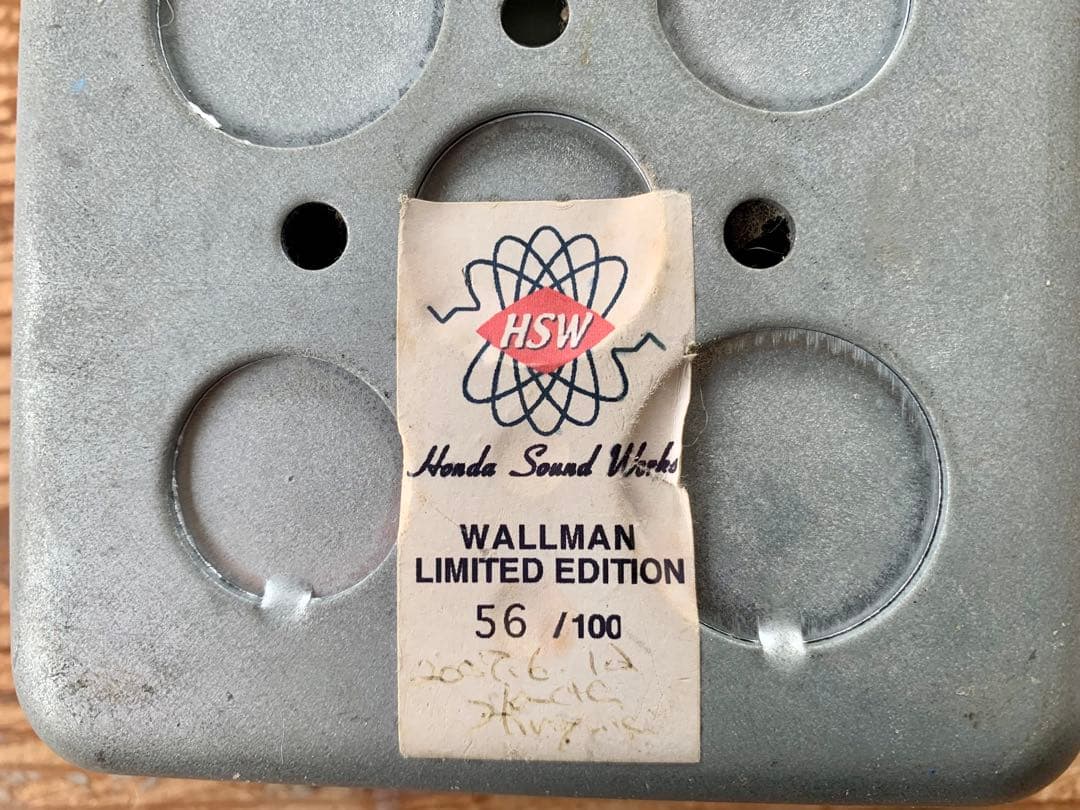 HSW
Honda Sound Works
WALLMAN
LIMITED EDITION
56 /100